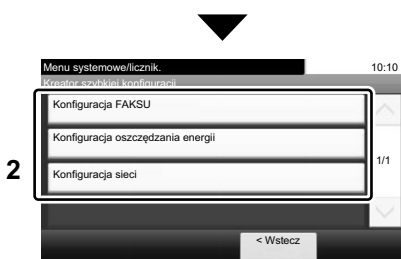 Menu systemowe/licznik. 10:10
Kreator szybkiej konfiguracji
Konfiguracja FAKSU
Konfiguracja oszczędzania energii
1/1
2
Konfiguracja sieci
< Wstecz